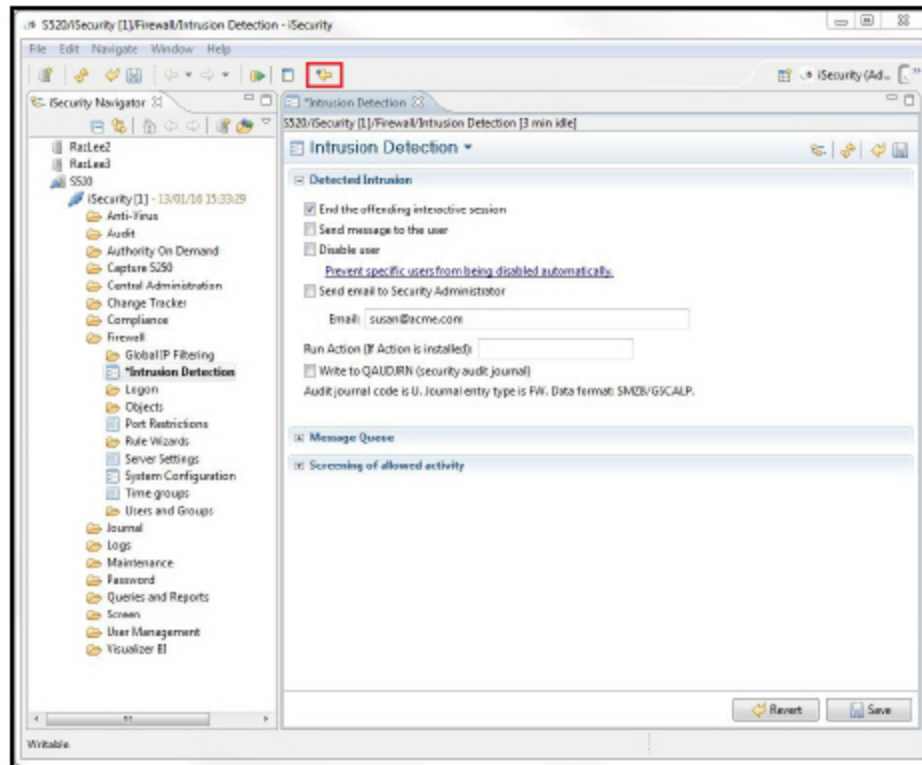 S520/iSecurity [1]/Firewall/Intrusion Detection - iSecurity
File Edit Navigate Window Help
iSecurity (Ad...
iSecurity Navigator
*Intrusion Detection
S520/iSecurity [1]/Firewall/Intrusion Detection [3 min idle]
RazLee2
RazLee3
S520
iSecurity [1] - 13/01/16 15:33:29
Anti-Virus
Audit
Authority On Demand
Capture 5250
Central Administration
Change Tracker
Compliance
Firewall
Global IP Filtering
*Intrusion Detection
Logon
Objects
Port Restrictions
Rule Wizards
Server Settings
System Configuration
Time groups
Users and Groups
Journal
Logs
Maintenance
Password
Queries and Reports
Screen
User Management
Visualizer BI
Intrusion Detection
Detected Intrusion
End the offending interactive session
Send message to the user
Disable user
Prevent specific users from being disabled automatically.
Send email to Security Administrator
Email: susan@acme.com
Run Action (If Action is installed):
Write to QAUDJRN (security audit journal)
Audit journal code is U. Journal entry type is FW. Data format: SMZ8/GSCALP.
Message Queue
Screening of allowed activity
Revert
Save
Writable